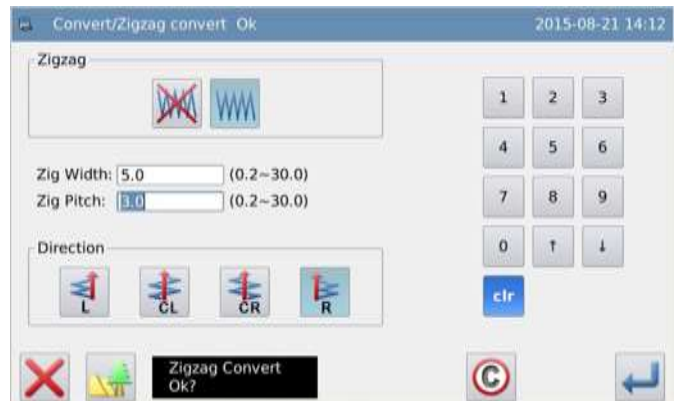 Convert/Zigzag convert Ok 2015-08-21 14:12
Zigzag
1 2 3
4 5 6
Zig Width: 5.0 (0.2~30.0)
Zig Pitch: 3.0 (0.2~30.0)
7 8 9
Direction
0 ↑ ↓
L CL CR R
clr
Zigzag Convert
Ok?
C